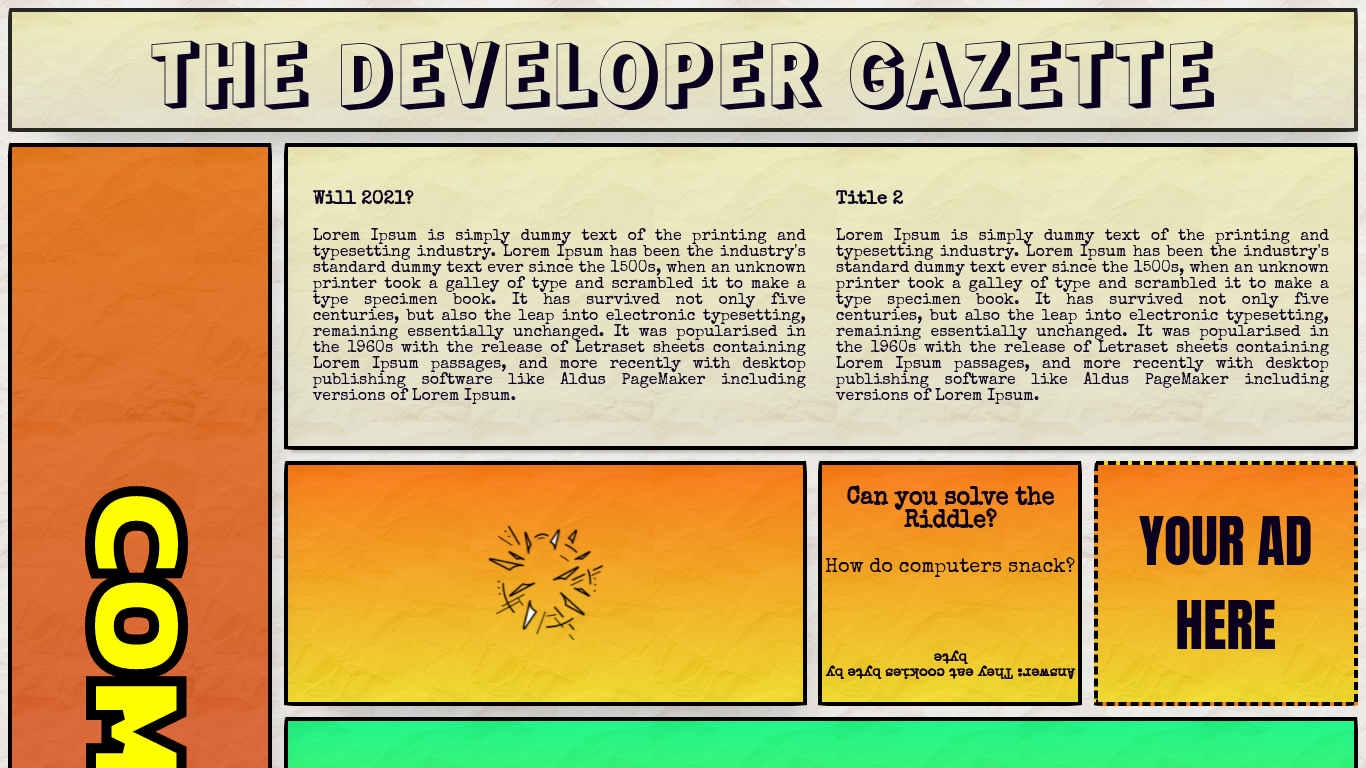 THE DEVELOPER GAZETTE
Will 2021?
Lorem Ipsum is simply dummy text of the printing and
typesetting industry. Lorem Ipsum has been the industry's
standard dummy text ever since the 1500s, when an unknown
printer took a galley of type and scrambled it to make a
type specimen book. It has survived not only five
centuries, but also the leap into electronic typesetting,
remaining essentially unchanged. It was popularised in
the 1960s with the release of Letraset sheets containing
Lorem Ipsum passages, and more recently with desktop
publishing software like Aldus PageMaker including
versions of Lorem Ipsum.
Title 2
Lorem Ipsum is simply dummy text of the printing and
typesetting industry. Lorem Ipsum has been the industry's
standard dummy text ever since the 1500s, when an unknown
printer took a galley of type and scrambled it to make a
type specimen book. It has survived not only five
centuries, but also the leap into electronic typesetting,
remaining essentially unchanged. It was popularised in
the 1960s with the release of Letraset sheets containing
Lorem Ipsum passages, and more recently with desktop
publishing software like Aldus PageMaker including
versions of Lorem Ipsum.
COM
Can you solve the
Riddle?
How do computers snack?
Answer: They eat cookies byte by
byte
YOUR AD
HERE